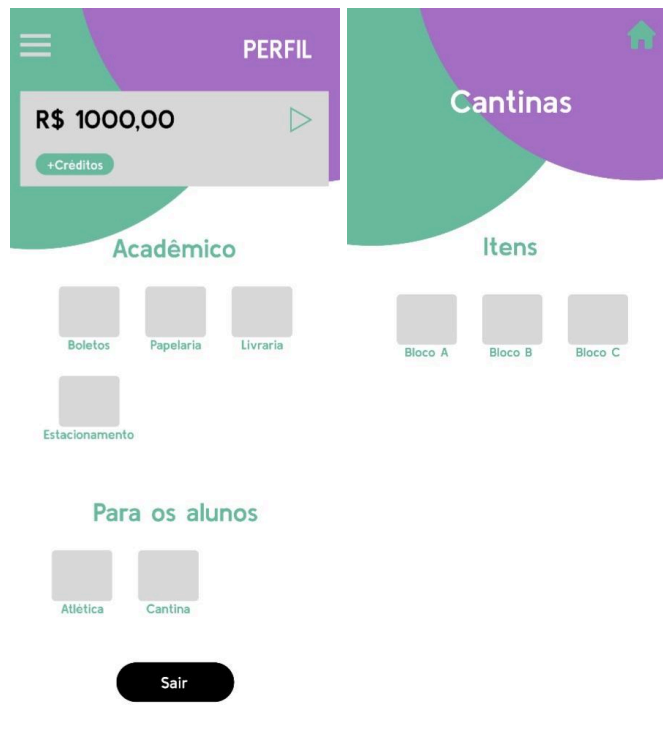 PERFIL
R$ 1000,00
+Créditos
Acadêmico
Boletos Papelaria Livraria
Estacionamento
Para os alunos
Atlética Cantina
Sair
Cantinas
Itens
Bloco A Bloco B Bloco C